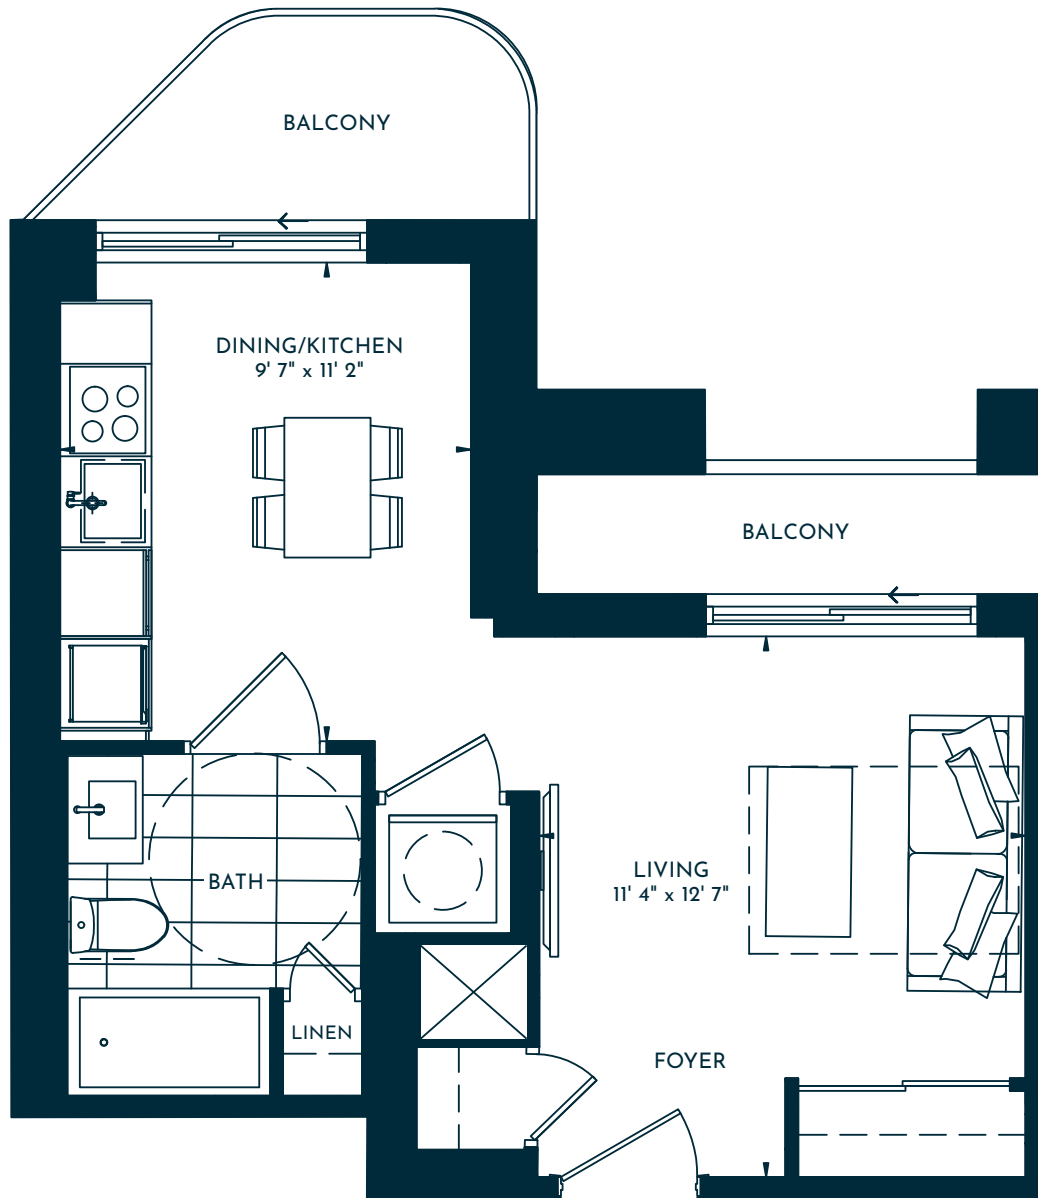 BALCONY
DINING/KITCHEN
9' 7" x 11' 2"
BALCONY
LIVING
11' 4" x 12' 7"
BATH
LINEN
FOYER